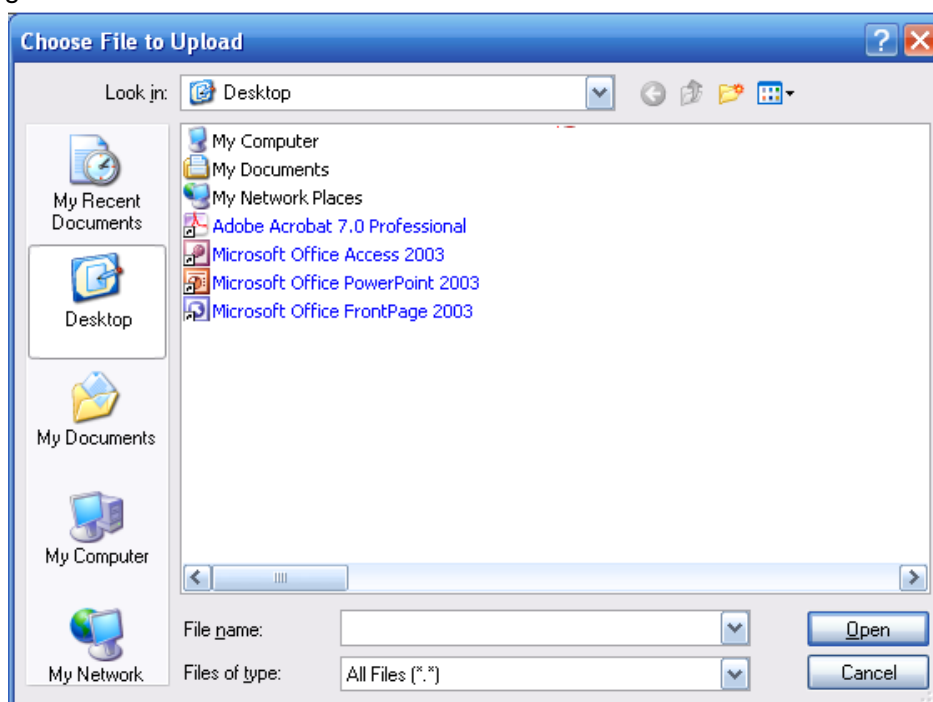 Choose File to Upload
Look in:
Desktop
My Recent
Documents
Desktop
My Documents
My Computer
My Network
My Computer
My Documents
My Network Places
Adobe Acrobat 7.0 Professional
Microsoft Office Access 2003
Microsoft Office PowerPoint 2003
Microsoft Office FrontPage 2003
File name:
Open
Files of type:
All Files (*.*)
Cancel